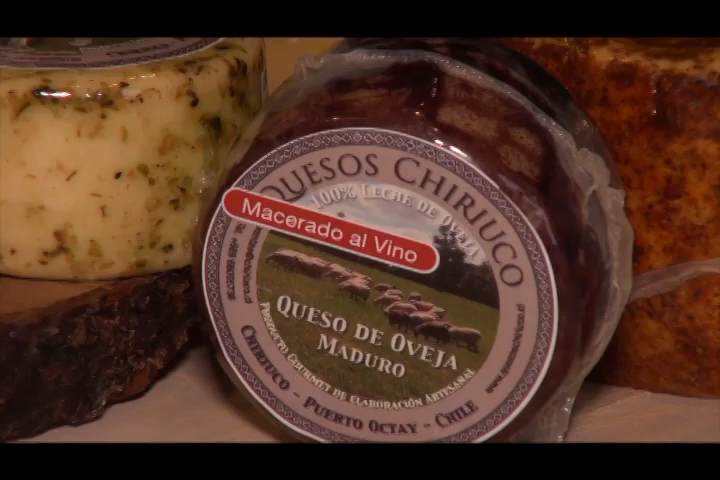 QUESOS CHIRIUCO
100% LECHE DE OVEJA
Macerado al Vino
QUESO DE OVEJA
MADURO
PRODUCTO GOURMET DE ELABORACIÓN ARTESANAL
CHIRIUCO - PUERTO OCTAY - CHILE